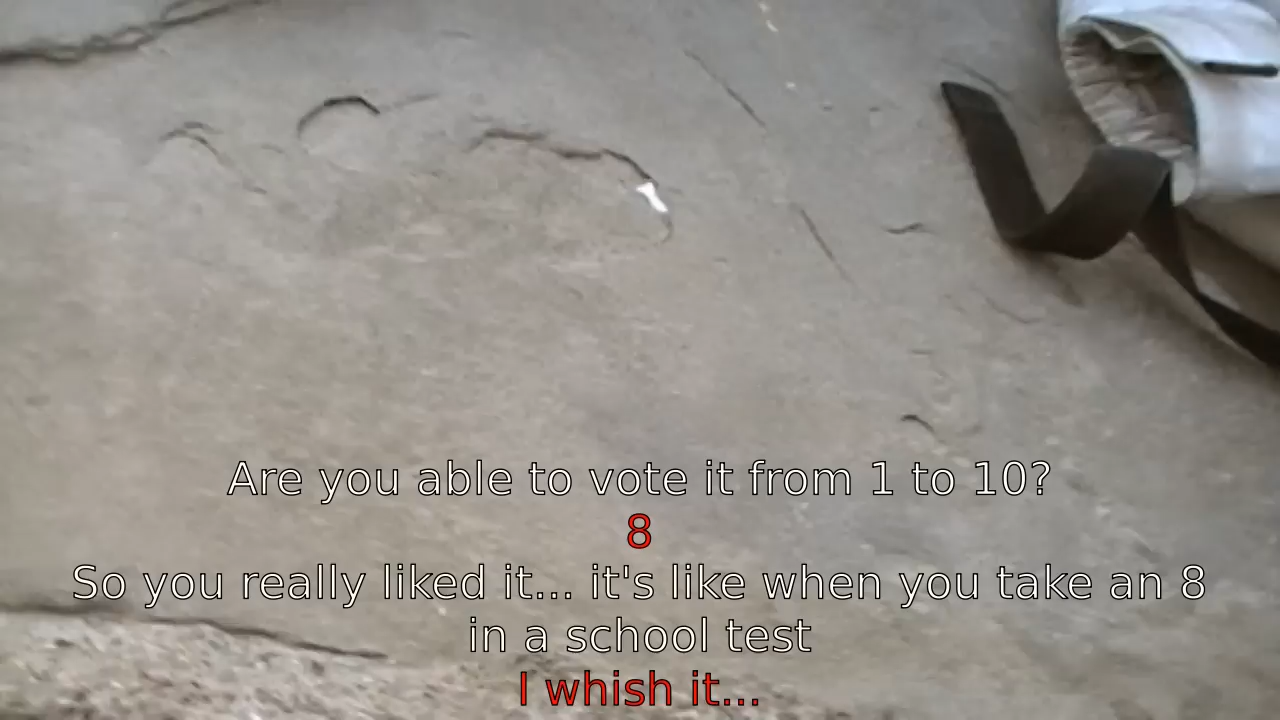 Are you able to vote it from 1 to 10?
8
So you really liked it... it's like when you take an 8
in a school test
I whish it...